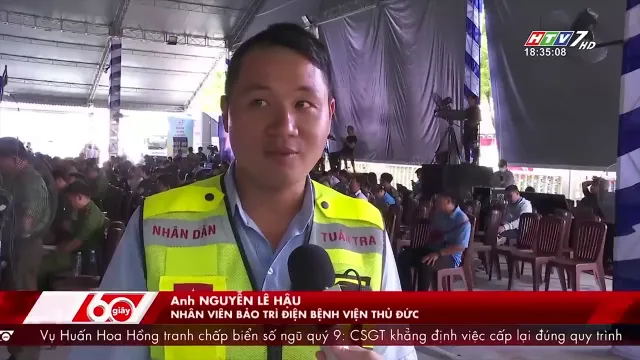 HTV7 HD
18:35:08
NHÂN DÂN
TUẦN TRA
Anh NGUYỄN LÊ HẬU
NHÂN VIÊN BẢO TRÌ ĐIỆN BỆNH VIỆN THỦ ĐỨC
60 giây
Vụ Huấn Hoa Hồng tranh chấp biển số ngũ quý 9: CSGT khẳng định việc cấp lại đúng quy trình